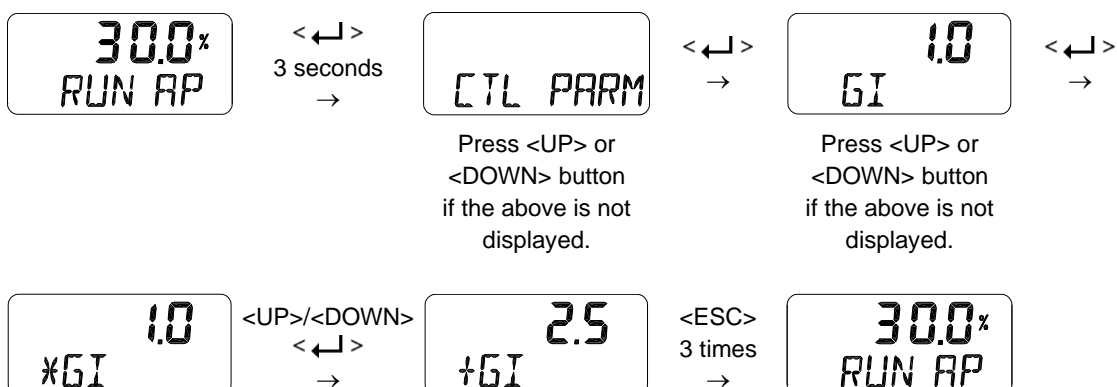 30.0%
RUN AP
< ↵ >
3 seconds
→
CTL PARM
Press <UP> or
<DOWN> button
if the above is not
displayed.
< ↵ >
→
1.0
GI
Press <UP> or
<DOWN> button
if the above is not
displayed.
< ↵ >
→
1.0
*GI
<UP>/<DOWN>
< ↵ >
→
2.5
+GI
<ESC>
3 times
→
30.0%
RUN AP